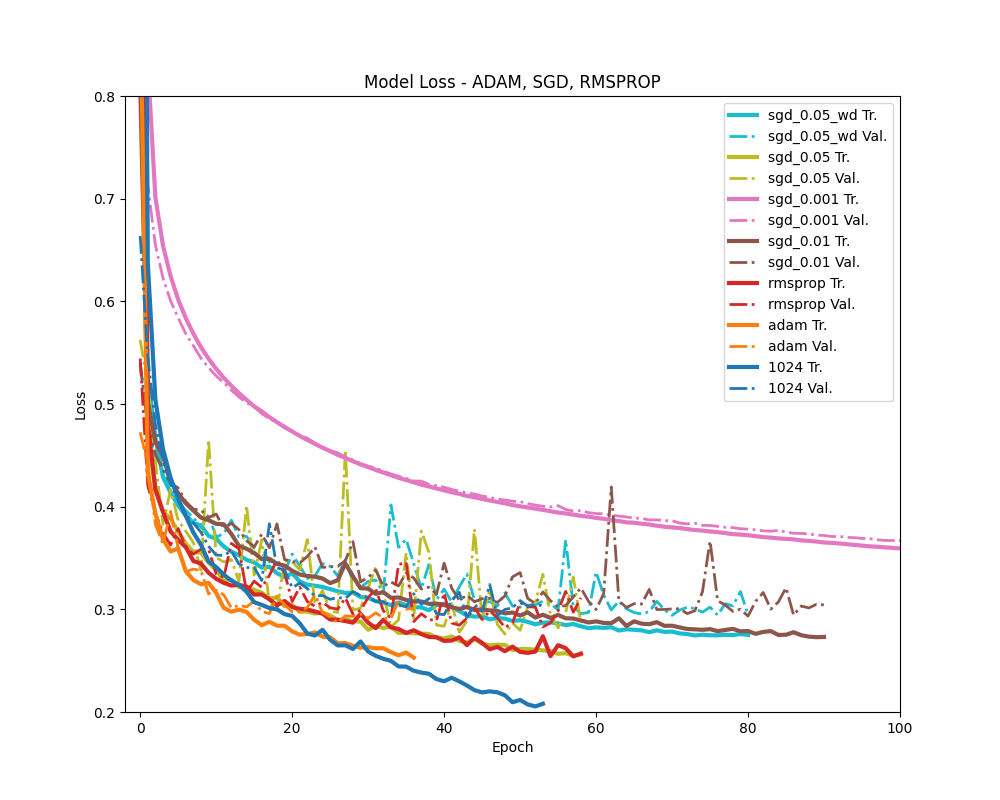 Model Loss - ADAM, SGD, RMSPROP
0.8
0.7
0.6
0.5
0.4
0.3
0.2
Loss
sgd_0.05_wd Tr.
sgd_0.05_wd Val.
sgd_0.05 Tr.
sgd_0.05 Val.
sgd_0.001 Tr.
sgd_0.001 Val.
sgd_0.01 Tr.
sgd_0.01 Val.
rmsprop Tr.
rmsprop Val.
adam Tr.
adam Val.
1024 Tr.
1024 Val.
0 20 40 60 80 100
Epoch